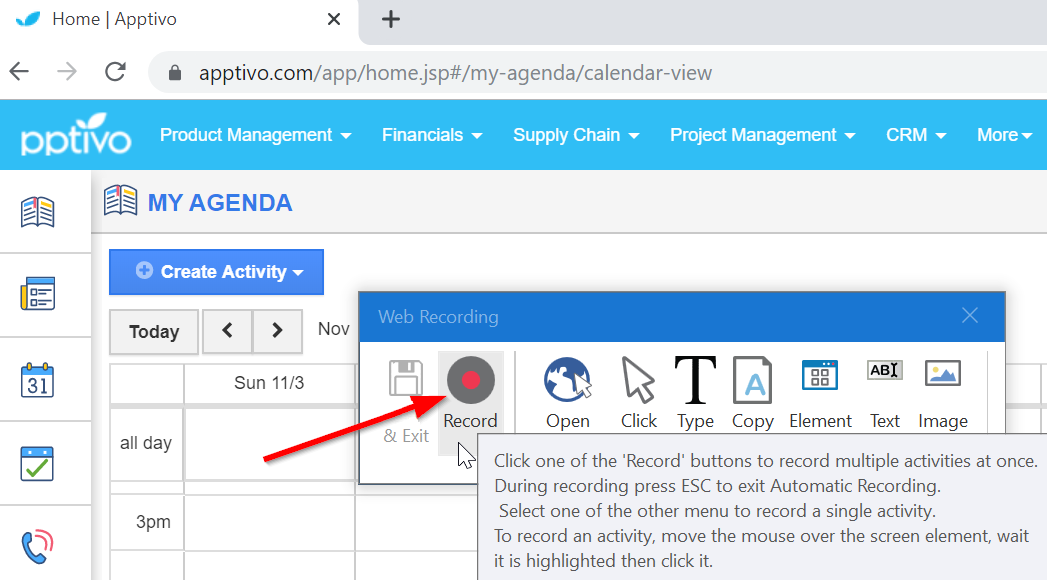 Home | Apptivo
apptivo.com/app/home.jsp#/my-agenda/calendar-view
pptivo
Product Management
Financials
Supply Chain
Project Management
CRM
More
MY AGENDA
Create Activity
Today
Nov
Sun 11/3
all day
3pm
31
Web Recording
& Exit
Record
Open
Click
Type
Copy
Element
Text
Image
T
A
ABI
Click one of the 'Record' buttons to record multiple activities at once.
During recording press ESC to exit Automatic Recording.
Select one of the other menu to record a single activity.
To record an activity, move the mouse over the screen element, wait
it is highlighted then click it.